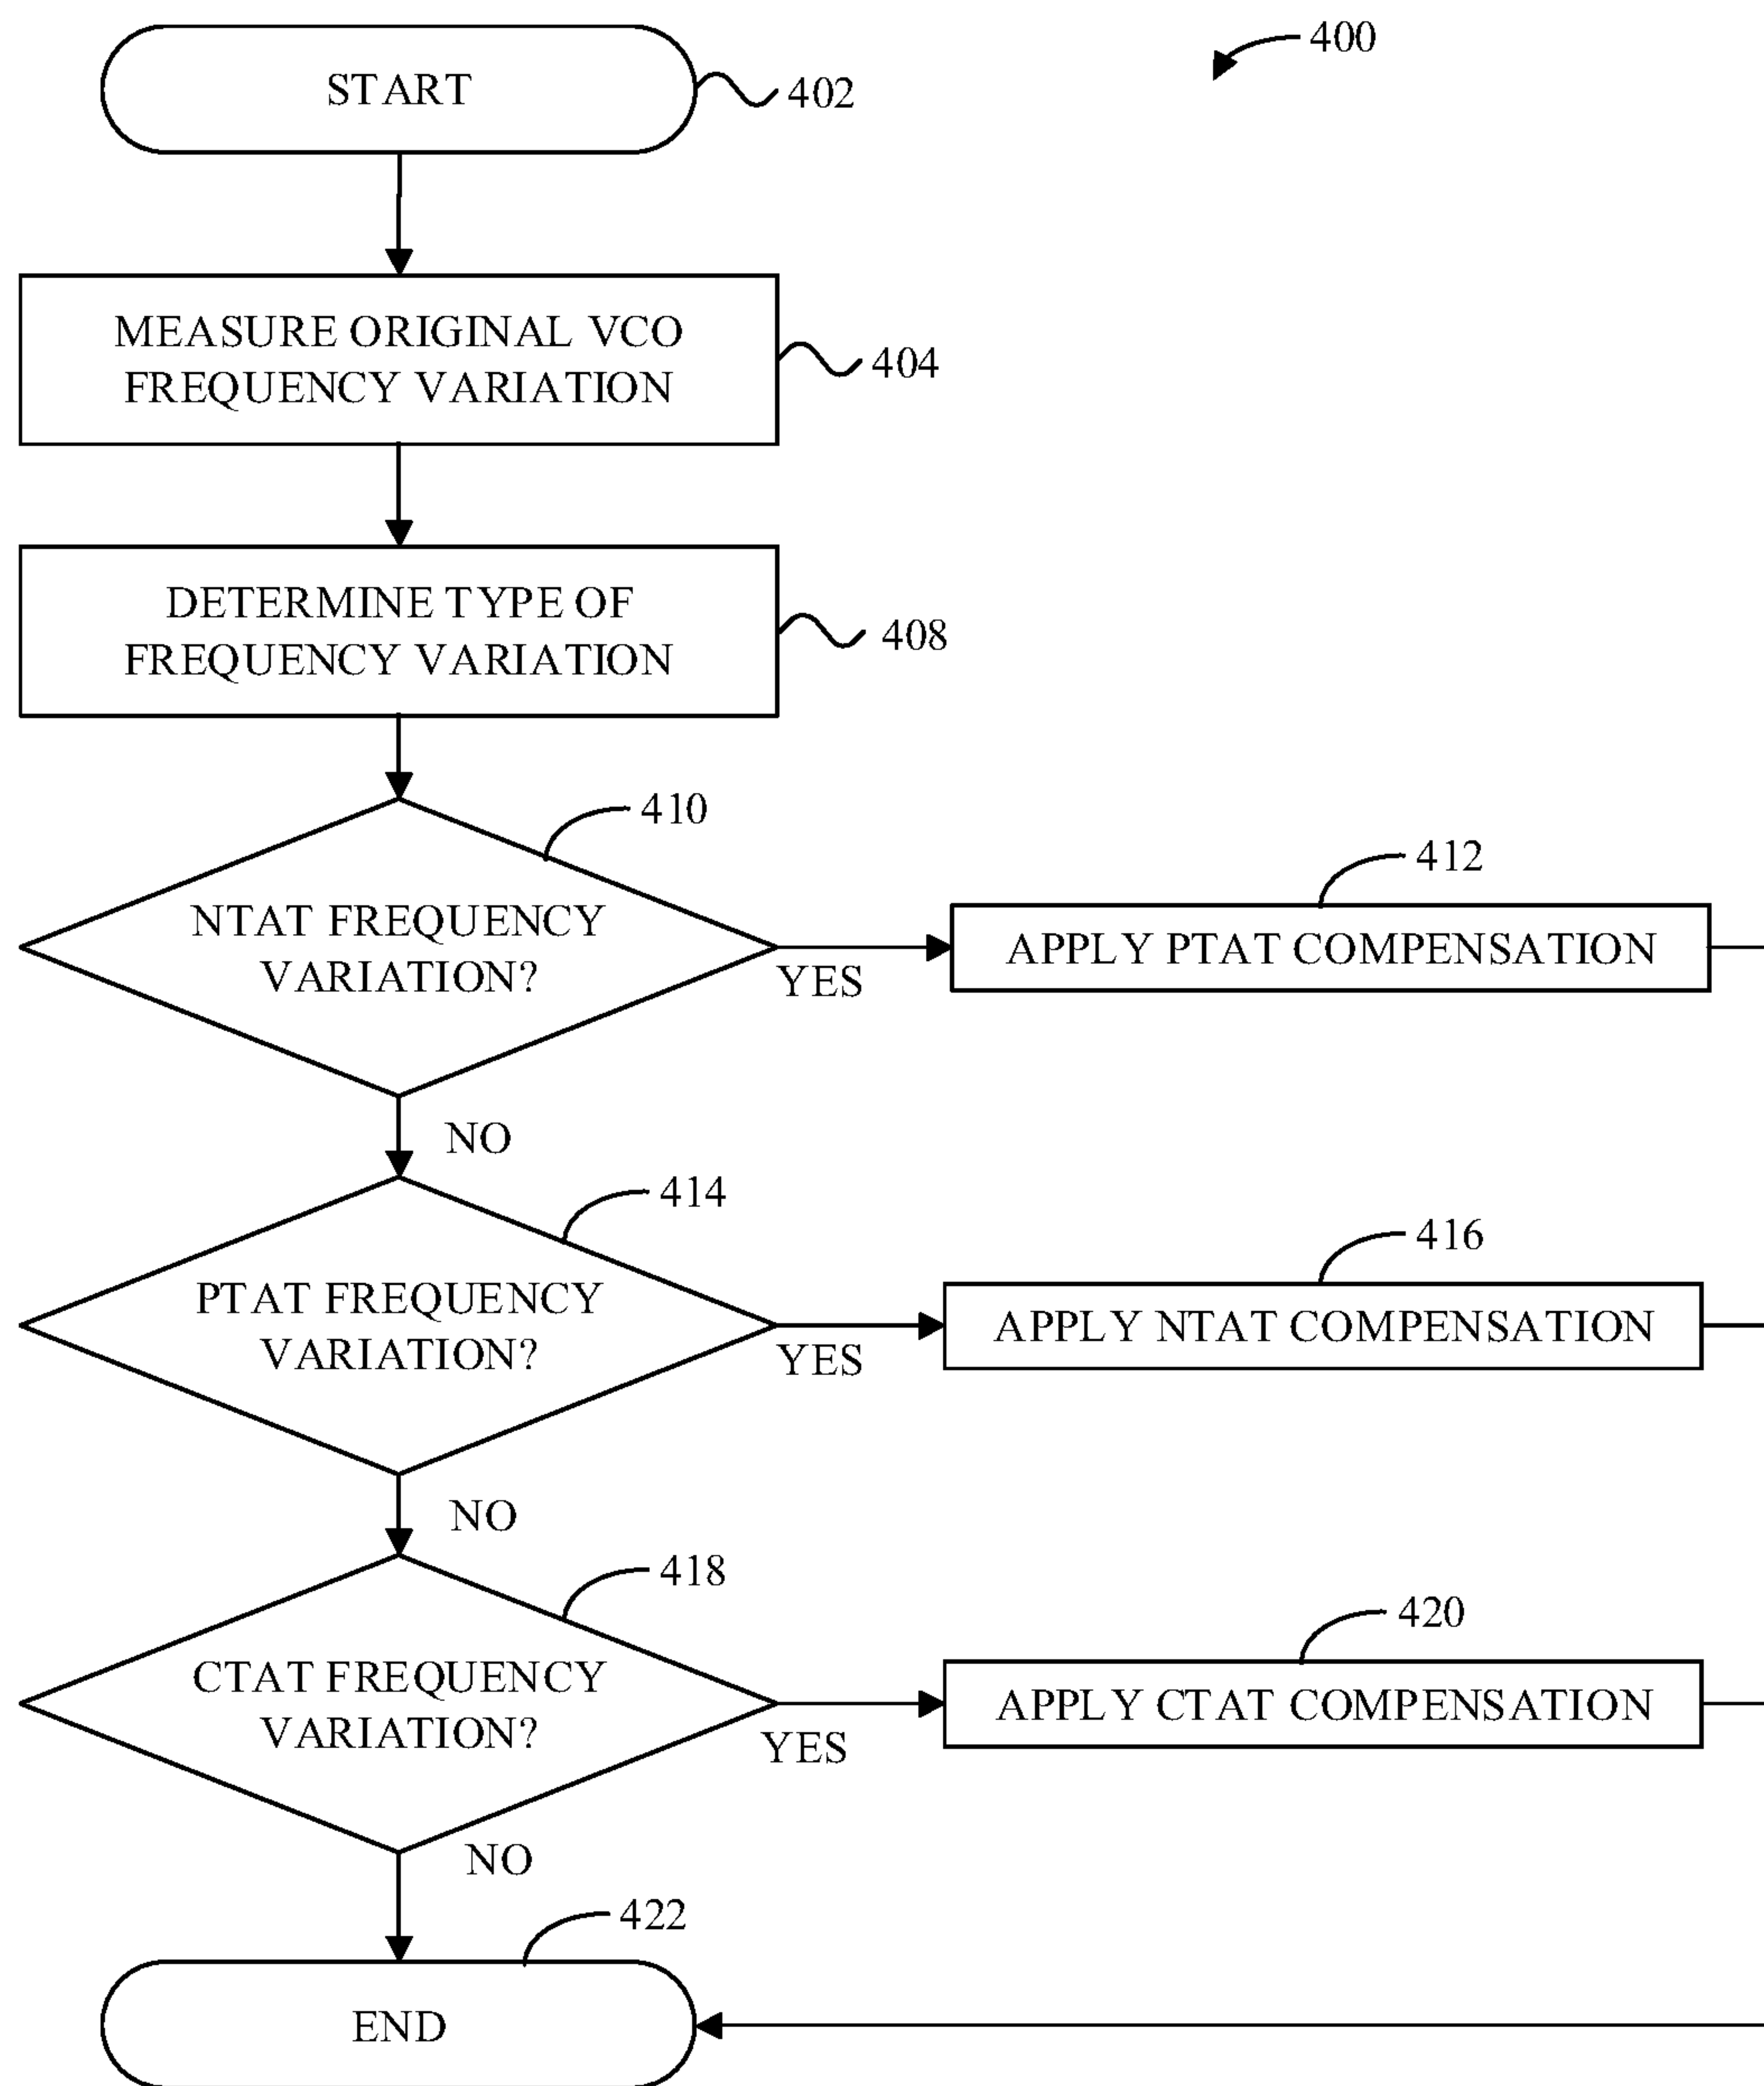 400
START
402
MEASURE ORIGINAL VCO
FREQUENCY VARIATION
404
DETERMINE TYPE OF
FREQUENCY VARIATION
408
410
NTAT FREQUENCY
VARIATION?
YES
412
APPLY PTAT COMPENSATION
NO
414
PTAT FREQUENCY
VARIATION?
YES
416
APPLY NTAT COMPENSATION
NO
418
CTAT FREQUENCY
VARIATION?
YES
420
APPLY CTAT COMPENSATION
NO
422
END